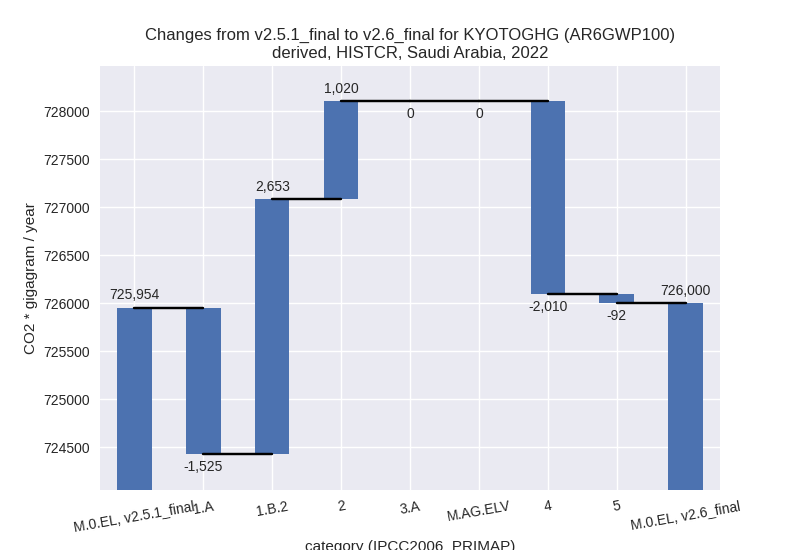 Changes from v2.5.1_final to v2.6_final for KYOTOGHG (AR6GWP100)
derived, HISTCR, Saudi Arabia, 2022
CO2 * gigagram / year
728000
727500
727000
726500
726000
725500
725000
724500
725,954
-1,525
2,653
1,020
0
0
-2,010
-92
726,000
M.0.EL, v2.5.1_final
1.A
1.B.2
2
3.A
M.AG.ELV
4
5
M.0.EL, v2.6_final
category (IPCC2006_PRIMAP)